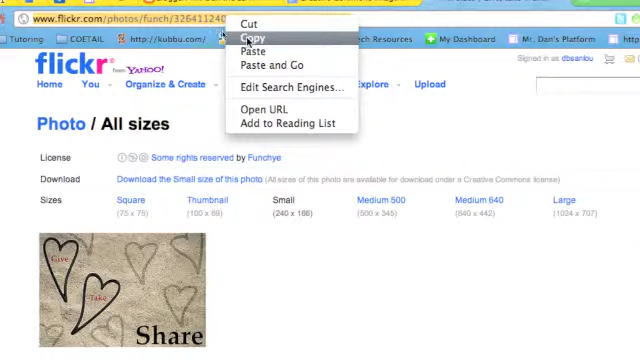 Blogger
Creative Commons
www.flickr.com/photos/funch/326411240
Cut
Copy
Paste
Paste and Go
Edit Search Engines...
Open URL
Add to Reading List
Tutoring
COETAIL
http://kubbu.com/
Resources
My Dashboard
Mr. Dan's Platform
flickr from YAHOO!
Signed in as dbsanlou
Home You Organize & Create Explore Upload
Photo / All sizes
License Some rights reserved by Funchye
Download Download the Small size of this photo (All sizes of this photo are available for download under a Creative Commons license)
Sizes Square Thumbnail Small Medium 500 Medium 640 Large
(75 x 75) (100 x 69) (240 x 166) (500 x 345) (640 x 442) (1024 x 707)
Give
Take
Share